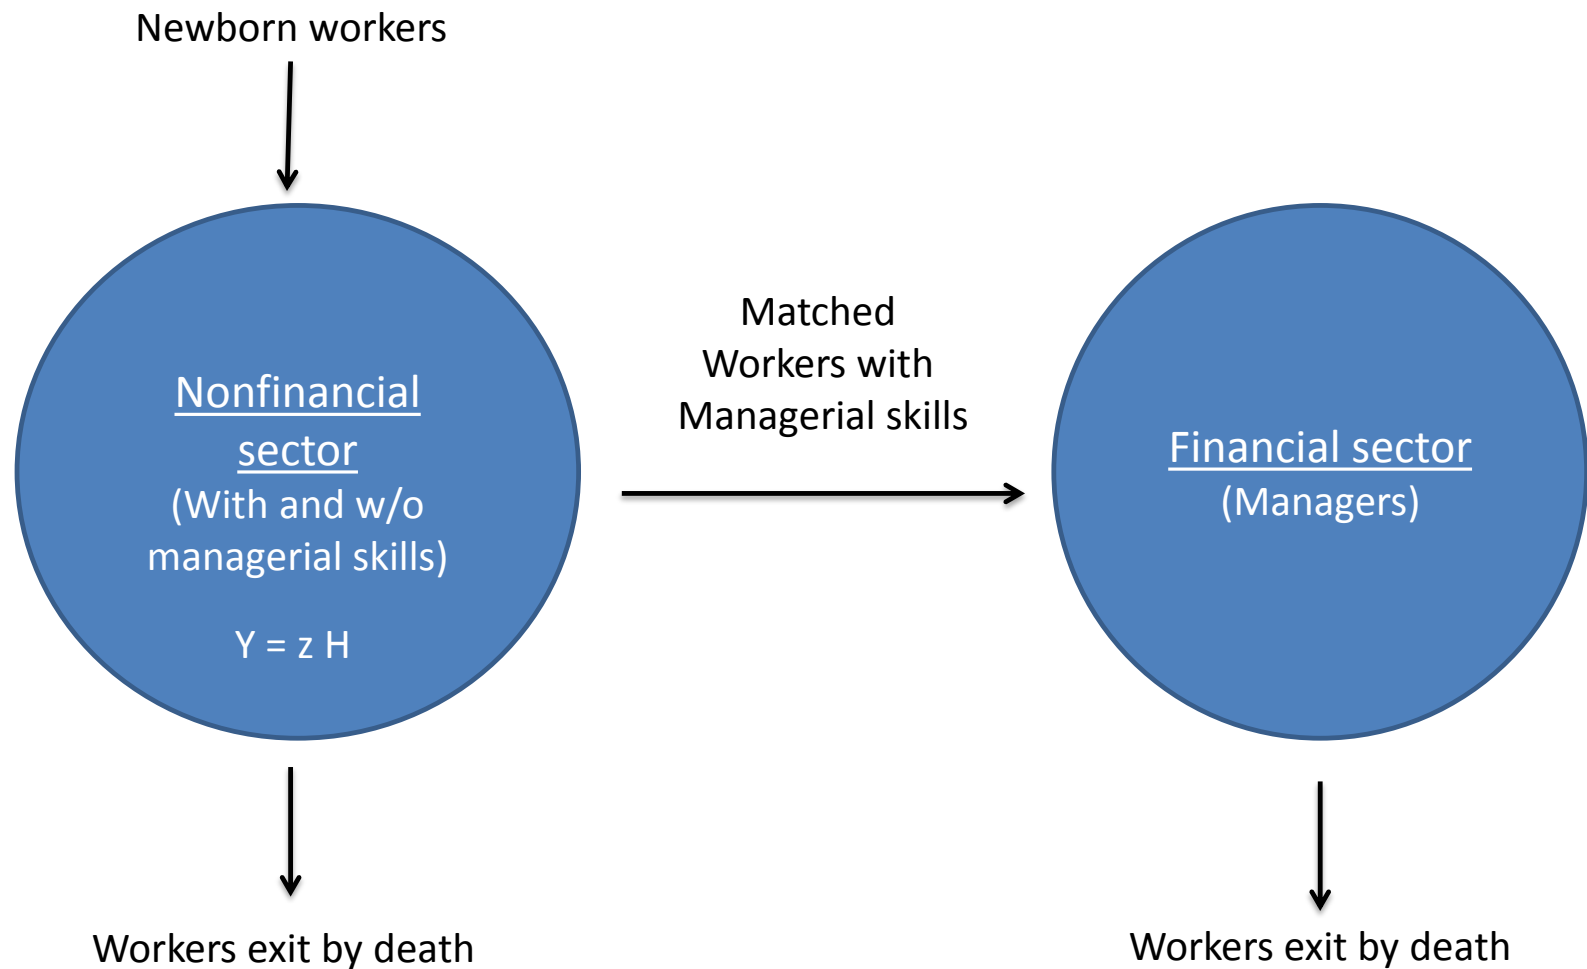 Newborn workers
Nonfinancial
sector
(With and w/o
managerial skills)
Y = z H
Matched
Workers with
Managerial skills
Financial sector
(Managers)
Workers exit by death
Workers exit by death